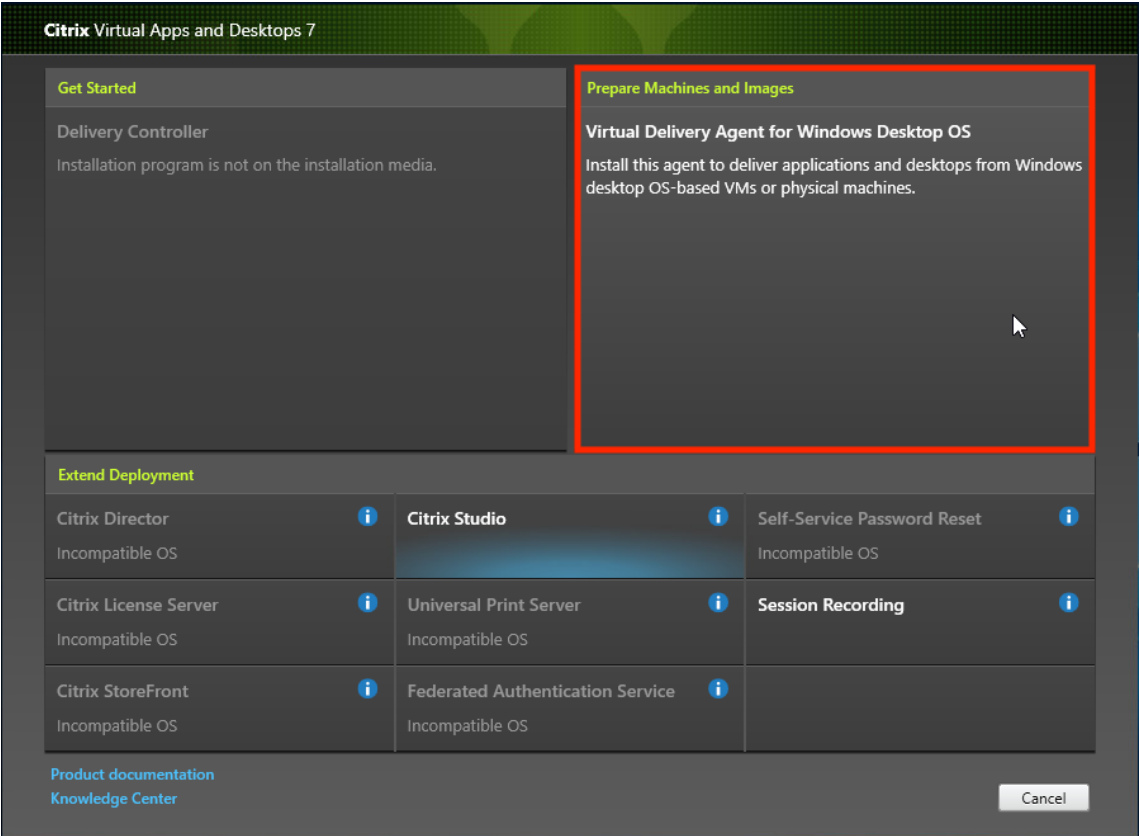 Citrix Virtual Apps and Desktops 7
Get Started
Delivery Controller
Installation program is not on the installation media.
Prepare Machines and Images
Virtual Delivery Agent for Windows Desktop OS
Install this agent to deliver applications and desktops from Windows
desktop OS-based VMs or physical machines.
Extend Deployment
Citrix Director
Incompatible OS
Citrix Studio
Self-Service Password Reset
Incompatible OS
Citrix License Server
Incompatible OS
Universal Print Server
Incompatible OS
Session Recording
Citrix StoreFront
Incompatible OS
Federated Authentication Service
Incompatible OS
Product documentation
Knowledge Center
Cancel